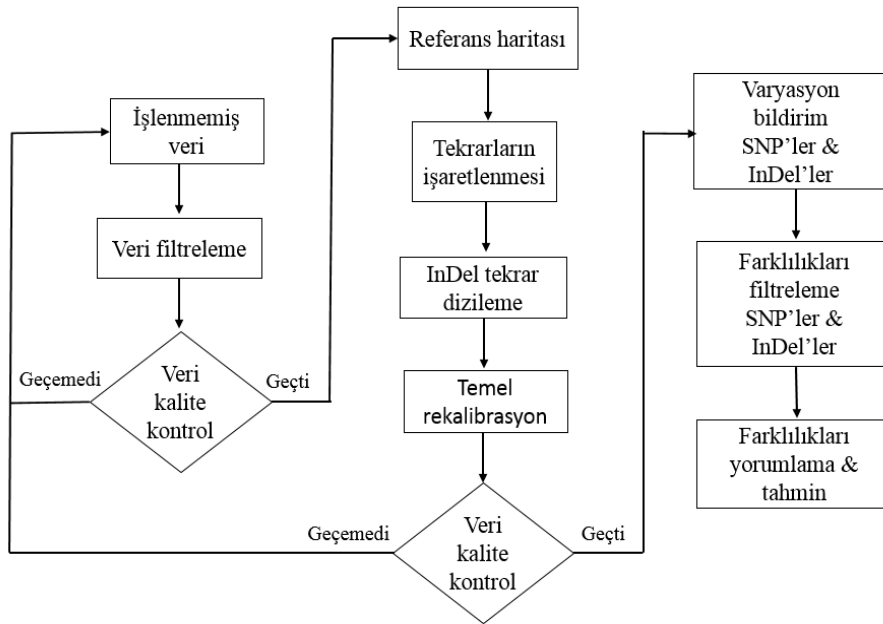 İşlenmemiş
veri
Veri filtreleme
Veri
kalite
kontrol
Geçemedi
Geçti
Referans haritası
Tekrarların
işaretlenmesi
InDel tekrar
dizileme
Temel
rekalibrasyon
Veri
kalite
kontrol
Geçemedi
Geçti
Varyasyon
bildirim
SNP’ler &
InDel’ler
Farklılıkları
filtreleme
SNP’ler &
InDel’ler
Farklılıkları
yorumlama &
tahmin